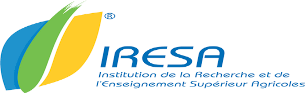 ®
IRESA
Institution de la Recherche et de
l'Enseignement Supérieur Agricoles